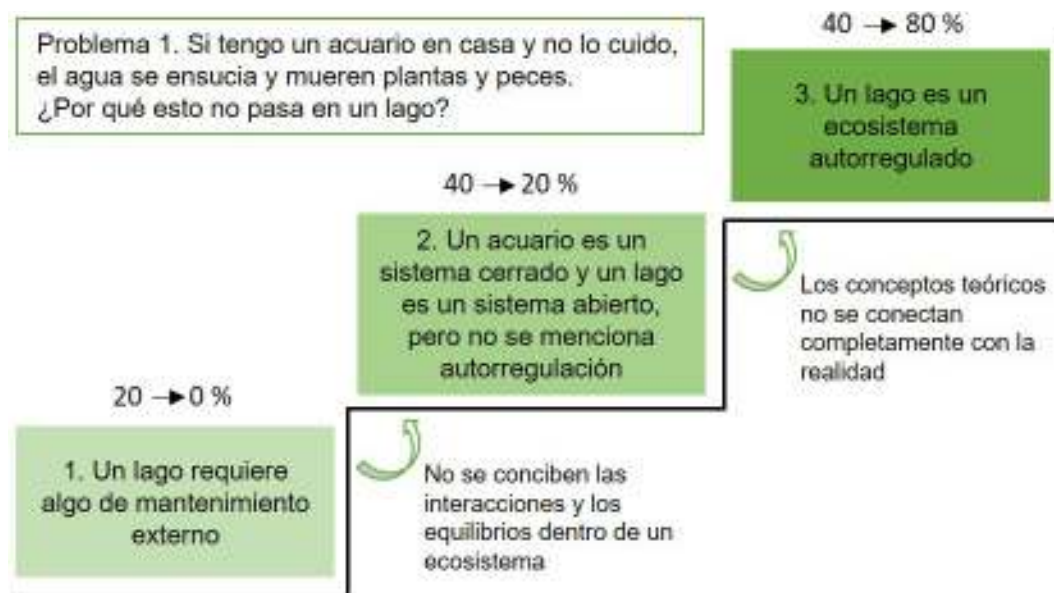 Problema 1. Si tengo un acuario en casa y no lo cuido,
el agua se ensucia y mueren plantas y peces.
¿Por qué esto no pasa en un lago?
40 → 80 %
3. Un lago es un
ecosistema
autorregulado
40 → 20 %
2. Un acuario es un
sistema cerrado y un lago
es un sistema abierto,
pero no se menciona
autorregulación
Los conceptos teóricos
no se conectan
completamente con la
realidad
20 → 0 %
1. Un lago requiere
algo de mantenimiento
externo
No se conciben las
interacciones y los
equilibrios dentro de un
ecosistema